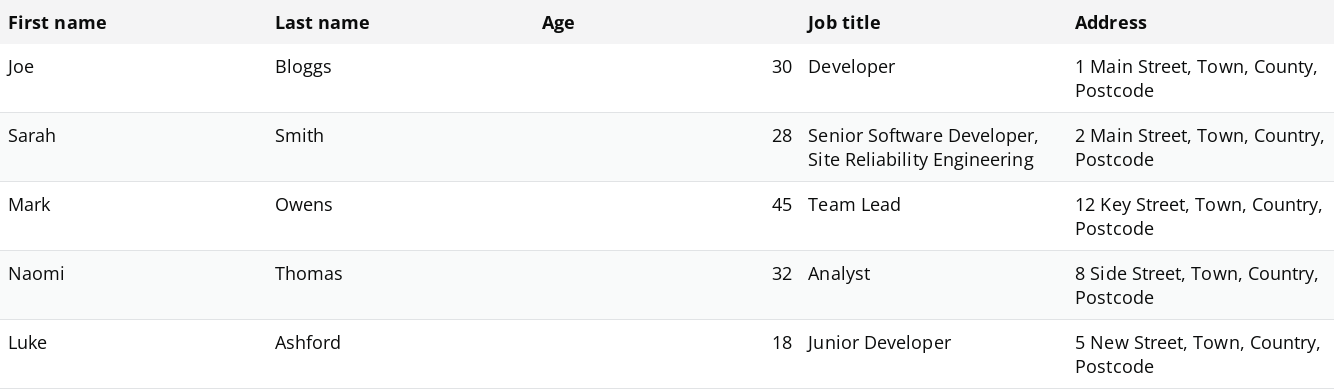 First name Last name Age Job title Address
Joe Bloggs 30 Developer 1 Main Street, Town, County,
Postcode
Sarah Smith 28 Senior Software Developer, 2 Main Street, Town, Country,
Site Reliability Engineering Postcode
Mark Owens 45 Team Lead 12 Key Street, Town, Country,
Postcode
Naomi Thomas 32 Analyst 8 Side Street, Town, Country,
Postcode
Luke Ashford 18 Junior Developer 5 New Street, Town, Country,
Postcode